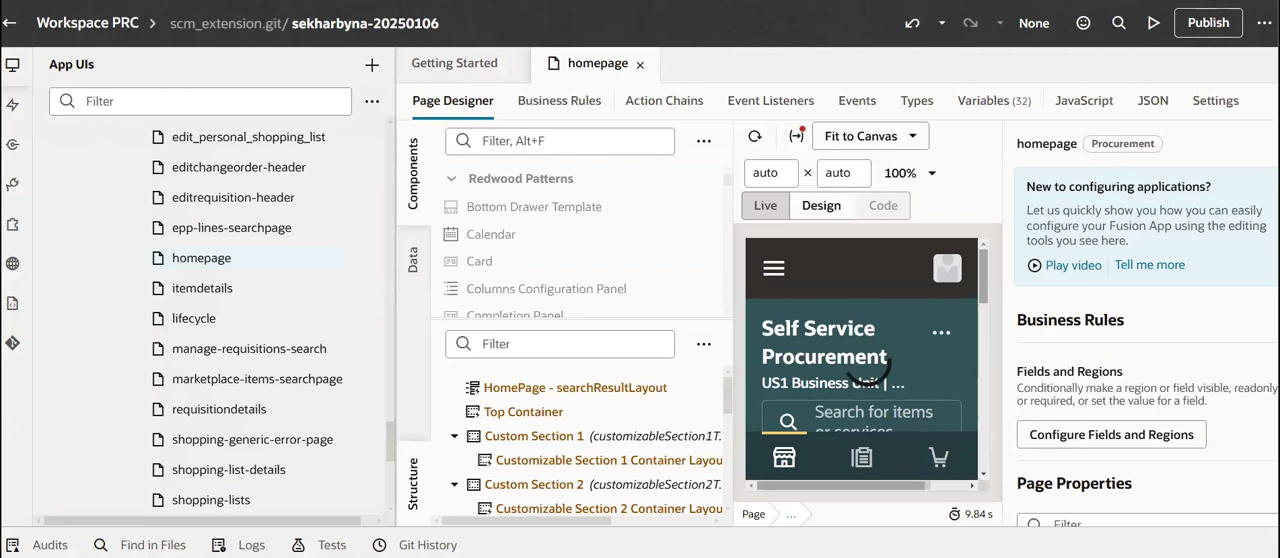 Workspace PRC
scm_extension.git/ sekharbyna-20250106
None
Publish
App UIs
Filter
edit_personal_shopping_list
editchangeorder-header
editrequisition-header
epp-lines-searchpage
homepage
itemdetails
lifecycle
manage-requisitions-search
marketplace-items-searchpage
requisitiondetails
shopping-generic-error-page
shopping-list-details
shopping-lists
Getting Started
homepage
Page Designer
Business Rules
Action Chains
Event Listeners
Events
Types
Variables (32)
JavaScript
JSON
Settings
Components
Data
Structure
Filter, Alt+F
Redwood Patterns
Bottom Drawer Template
Calendar
Card
Columns Configuration Panel
Completion Panel
Filter
HomePage - searchResultLayout
Top Container
Custom Section 1 (customizableSection1T.
Customizable Section 1 Container Layou
Custom Section 2 (customizableSection2T.
Customizable Section 2 Container Layou
Fit to Canvas
auto × auto 100%
Live
Design
Code
Self Service
Procurement
US1 Business Unit | ...
Search for items
or services
Page
...
9.84 s
homepage
Procurement
New to configuring applications?
Let us quickly show you how you can easily
configure your Fusion App using the editing
tools you see here.
Play video
Tell me more
Business Rules
Fields and Regions
Conditionally make a region or field visible, readonly
or required, or set the value for a field.
Configure Fields and Regions
Page Properties
Filter
Audits
Find in Files
Logs
Tests
Git History